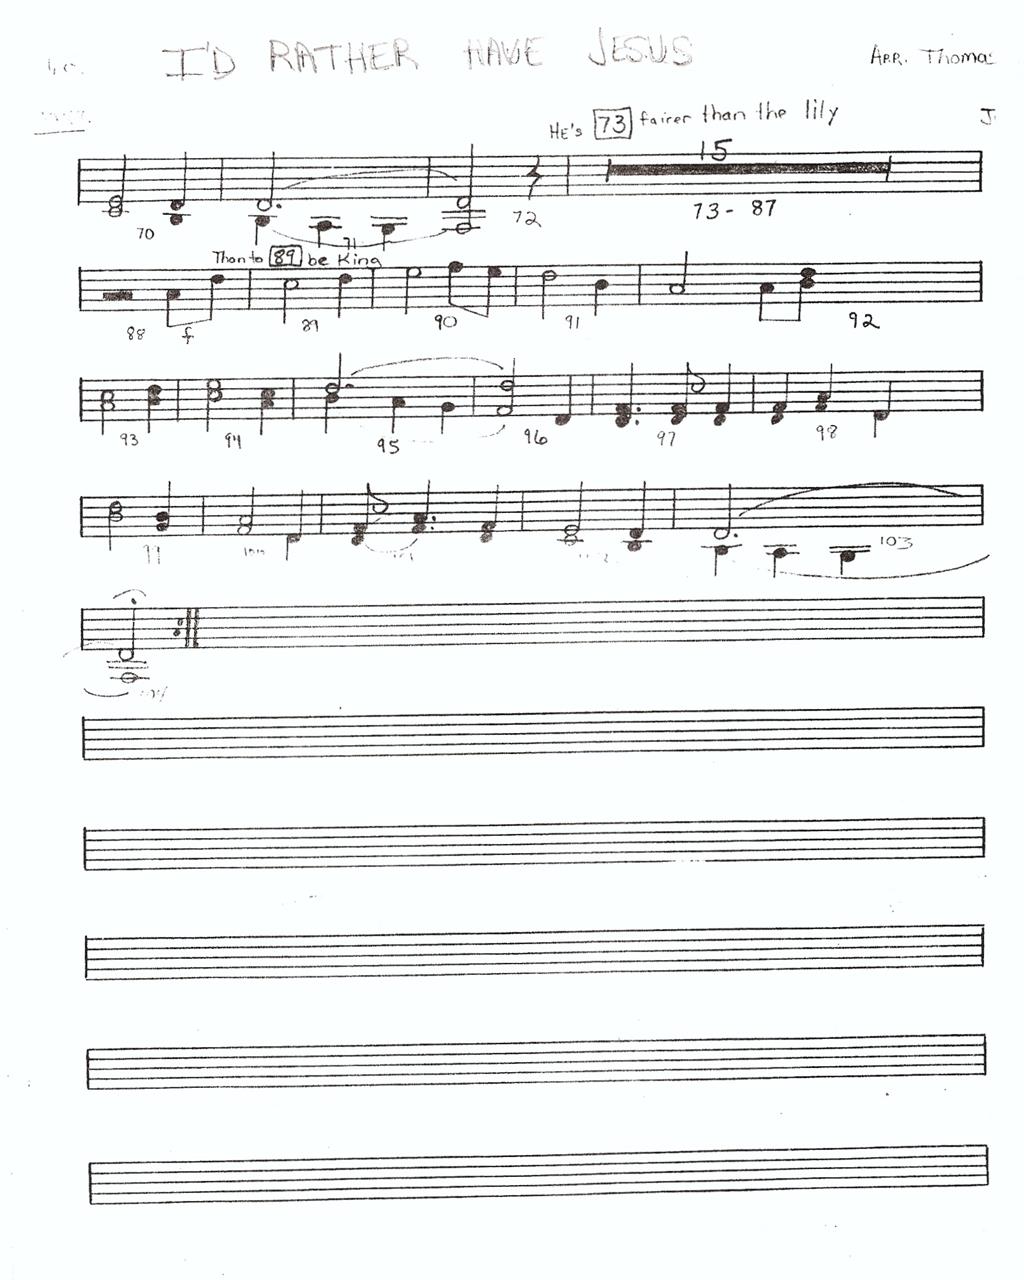 I'D RATHER HAVE JESUS
ARR. Thomas
HE's 73 fairer than the lily
J.
15
70 71 72 73 - 87
Than to 89 be King
88 f 89 90 91 92
93 94 95 96 97 98
99 100 101 102 103
104